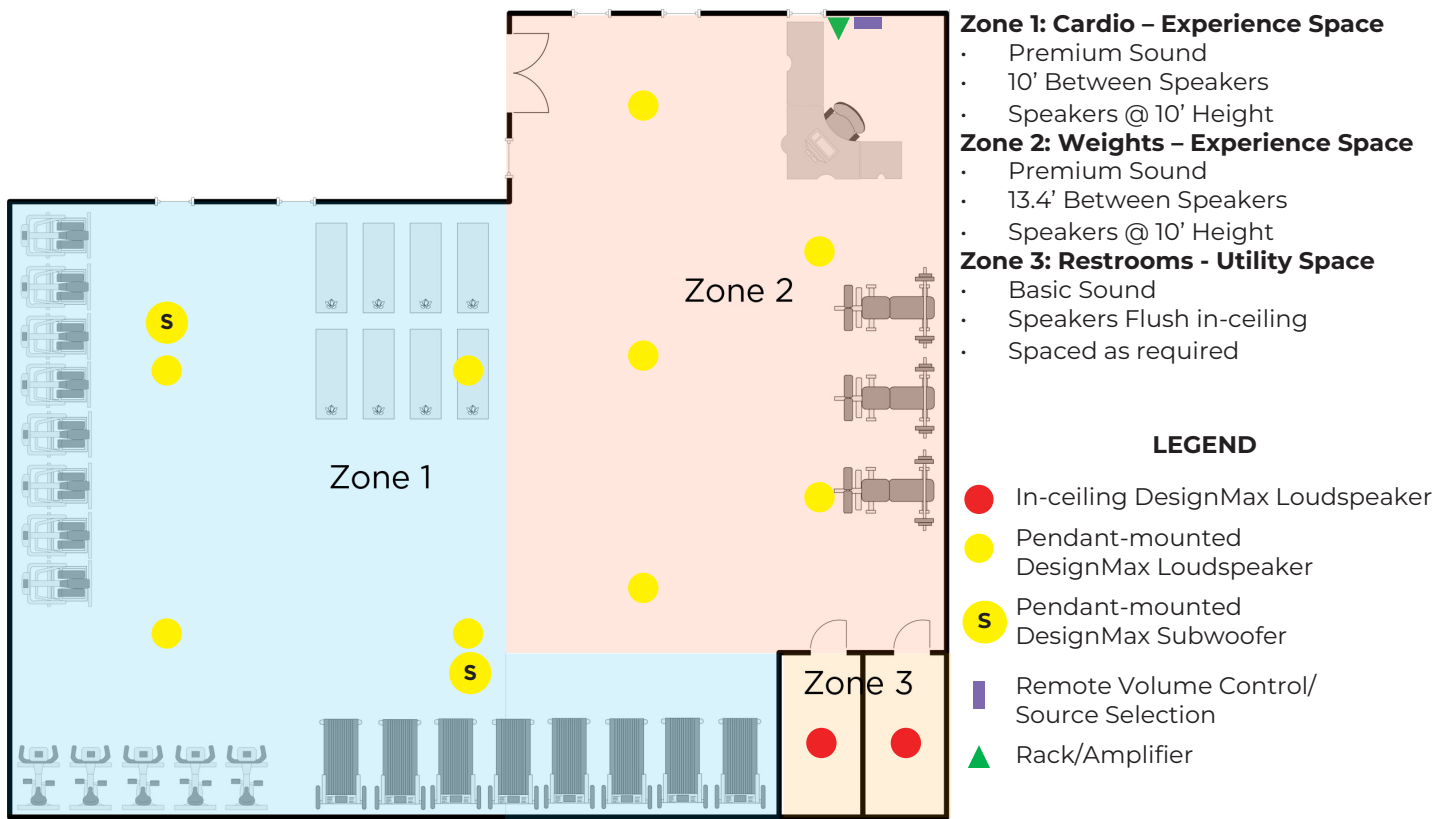 Zone 1: Cardio – Experience Space
· Premium Sound
· 10’ Between Speakers
· Speakers @ 10’ Height
Zone 2: Weights – Experience Space
· Premium Sound
· 13.4’ Between Speakers
· Speakers @ 10’ Height
Zone 3: Restrooms - Utility Space
· Basic Sound
· Speakers Flush in-ceiling
· Spaced as required
Zone 2
S
Zone 1
S
Zone 3
LEGEND
In-ceiling DesignMax Loudspeaker
Pendant-mounted
DesignMax Loudspeaker
S
Pendant-mounted
DesignMax Subwoofer
Remote Volume Control/
Source Selection
Rack/Amplifier